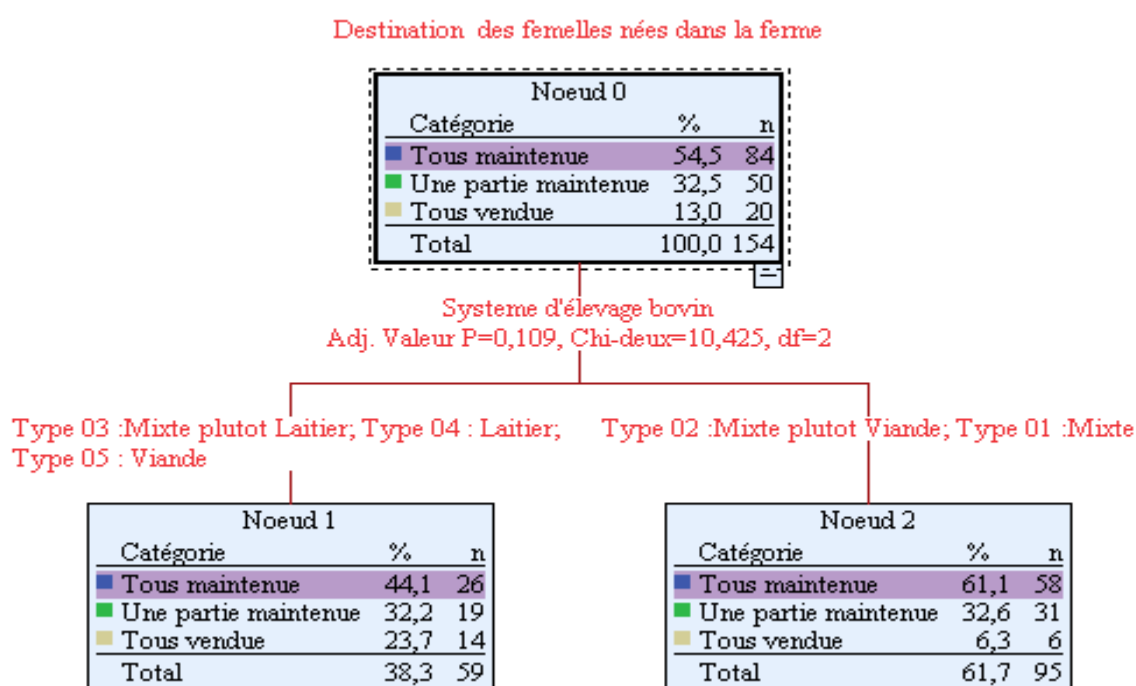 Destination des femelles nées dans la ferme
Noeud 0
Catégorie % n
Tous maintenue 54,5 84
Une partie maintenue 32,5 50
Tous vendue 13,0 20
Total 100,0 154
Systeme d'élevage bovin
Adj. Valeur P=0,109, Chi-deux=10,425, df=2
Type 03 :Mixte plutot Laitier; Type 04 : Laitier;
Type 05 : Viande
Type 02 :Mixte plutot Viande; Type 01 :Mixte
Noeud 1
Catégorie % n
Tous maintenue 44,1 26
Une partie maintenue 32,2 19
Tous vendue 23,7 14
Total 38,3 59
Noeud 2
Catégorie % n
Tous maintenue 61,1 58
Une partie maintenue 32,6 31
Tous vendue 6,3 6
Total 61,7 95